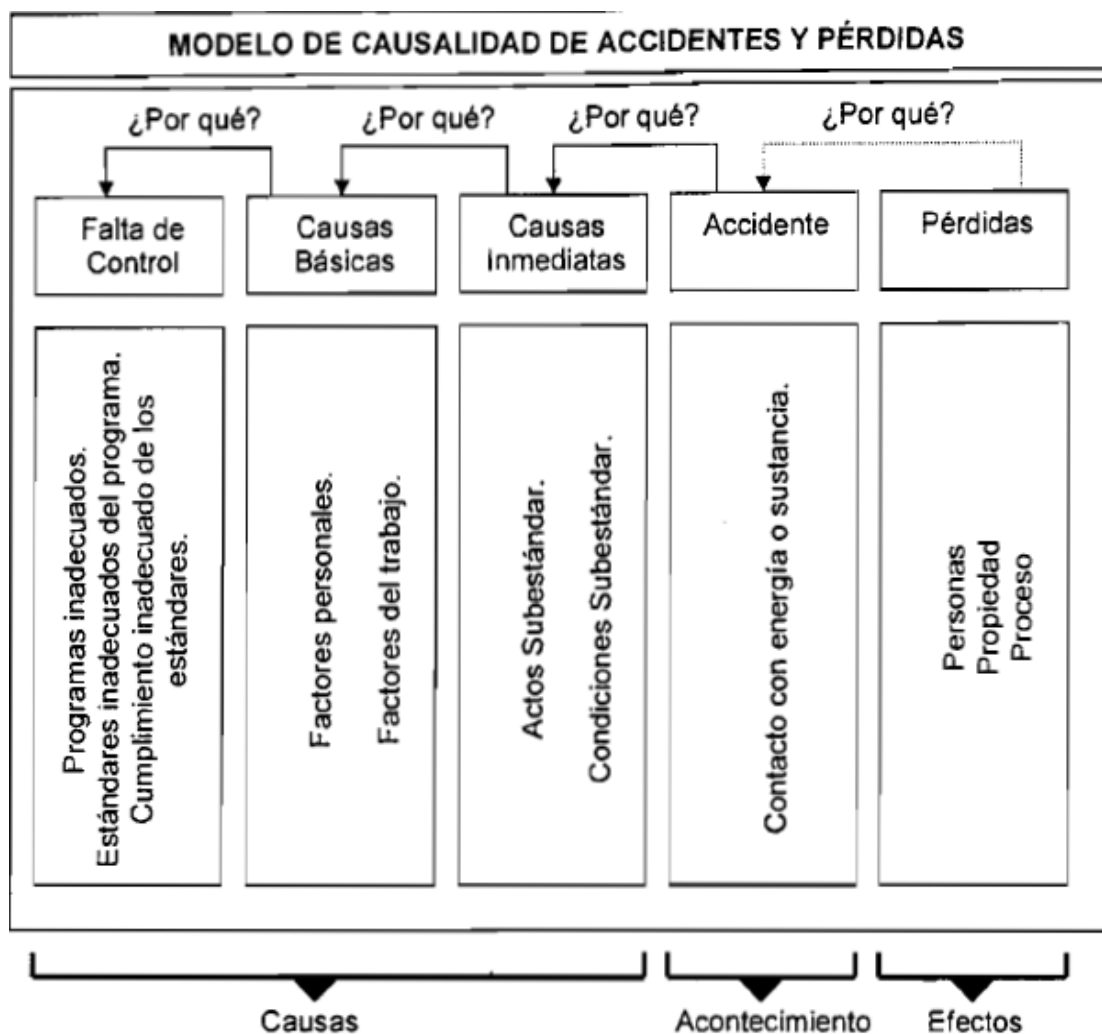 MODELO DE CAUSALIDAD DE ACCIDENTES Y PÉRDIDAS
¿Por qué?
¿Por qué?
¿Por qué?
¿Por qué?
Falta de
Control
Causas
Básicas
Causas
Inmediatas
Accidente
Pérdidas
Programas inadecuados.
Estándares inadecuados del programa.
Cumplimiento inadecuado de los
estándares.
Factores personales.
Factores del trabajo.
Actos Subestándar.
Condiciones Subestándar.
Contacto con energía o sustancia.
Personas
Propiedad
Proceso
Causas
Acontecimiento
Efectos